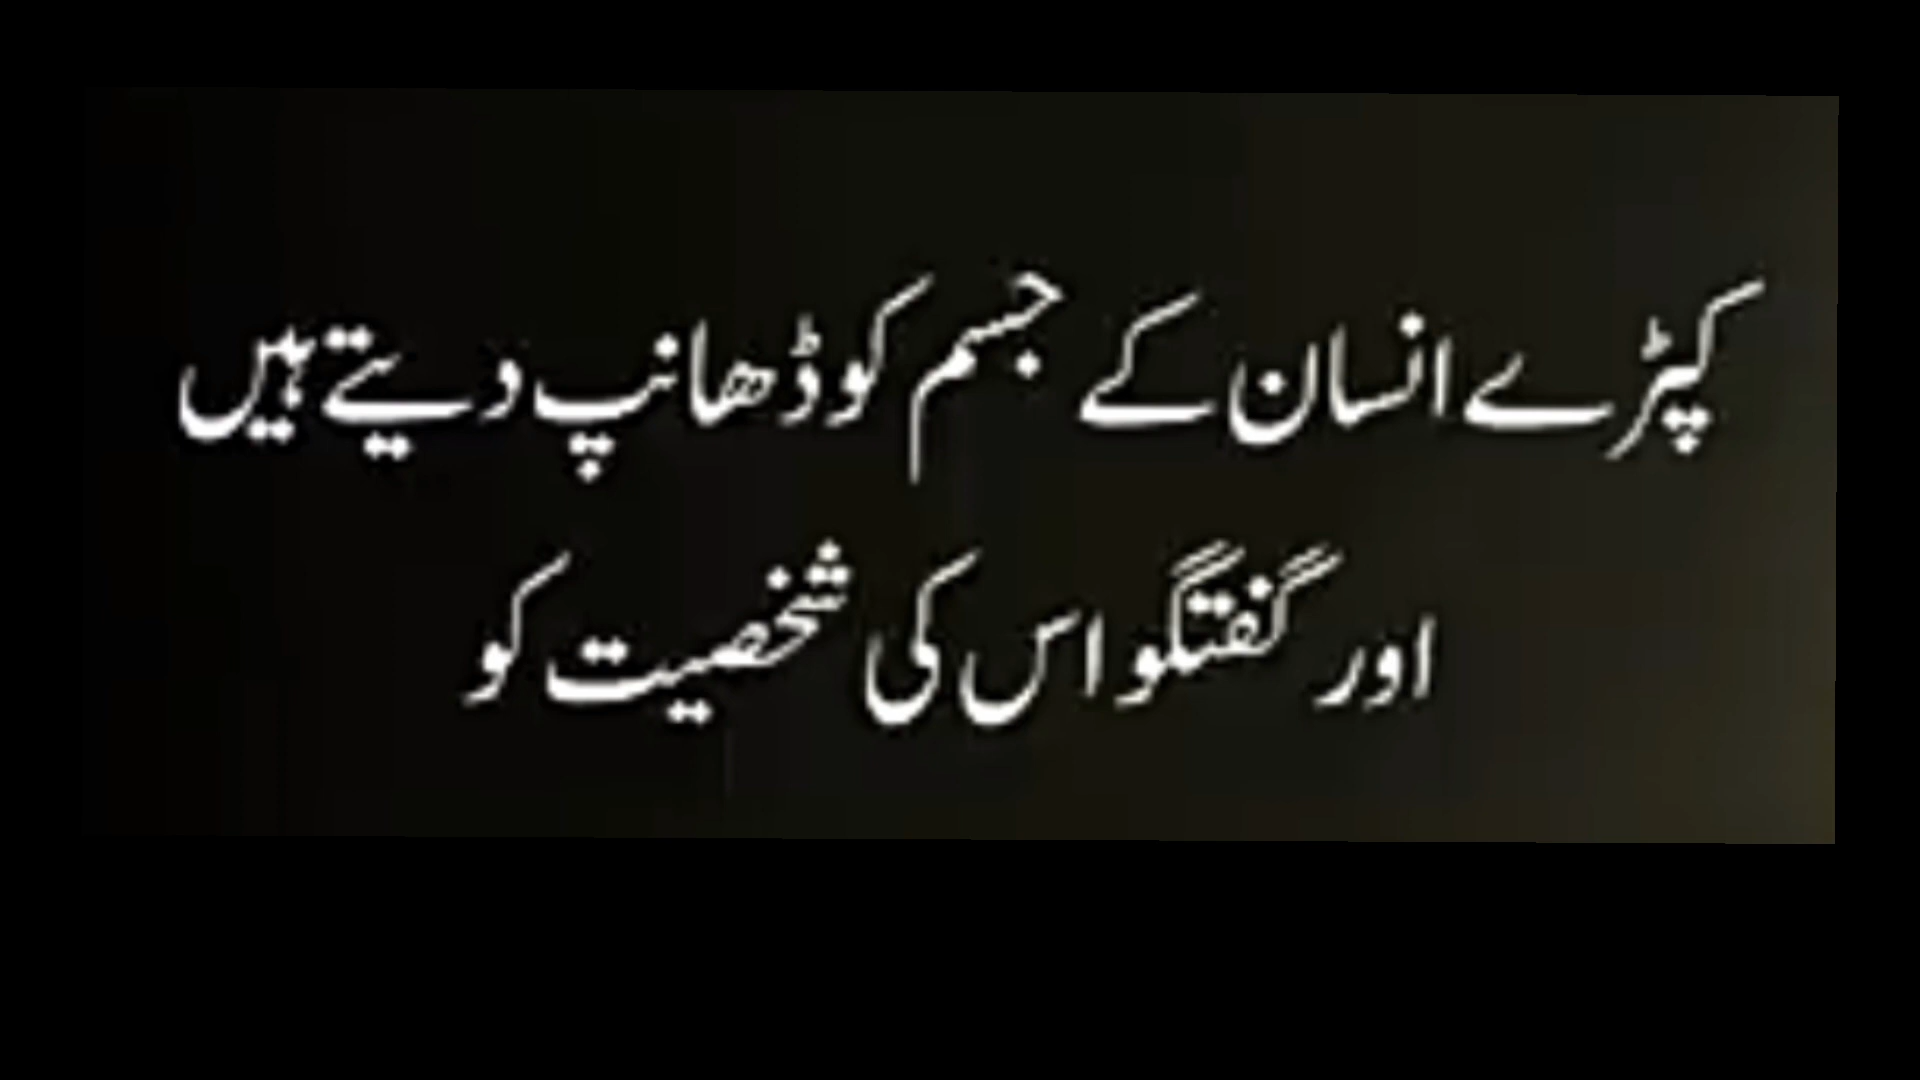 کپڑے انسان کے جسم کو ڈھانپ دیتے ہیں
اور گفتگو اس کی شخصیت کو